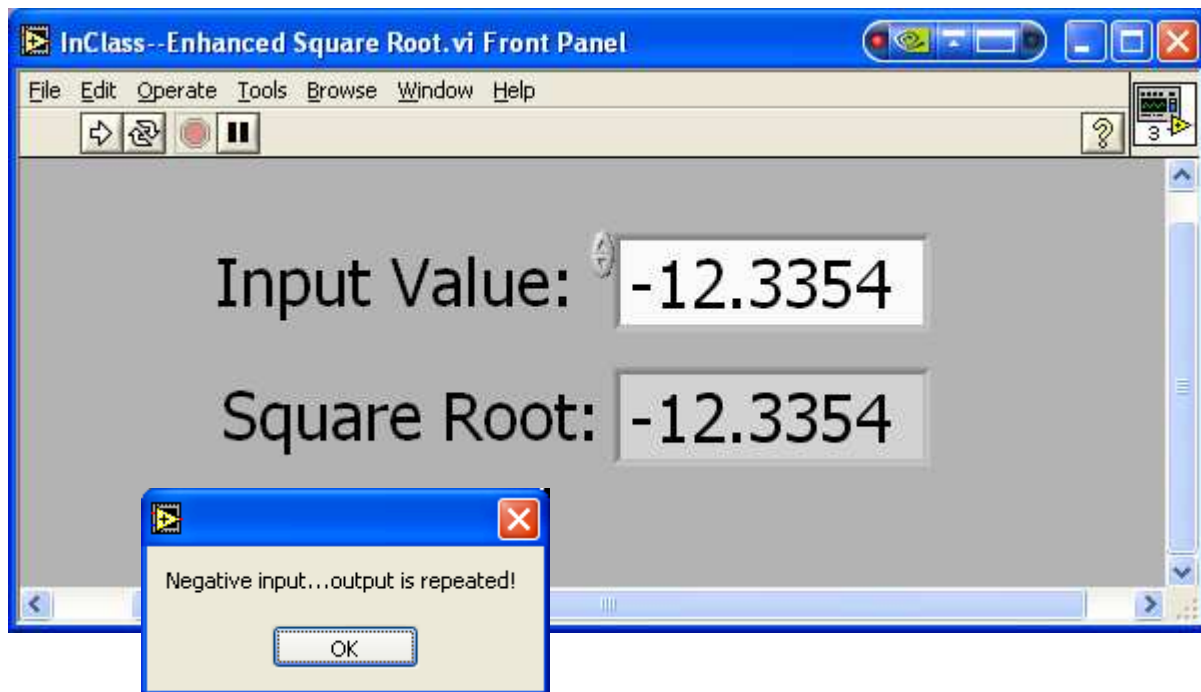 InClass--Enhanced Square Root.vi Front Panel
File Edit Operate Tools Browse Window Help
? 3
Input Value: -12.3354
Square Root: -12.3354
Negative input...output is repeated!
OK